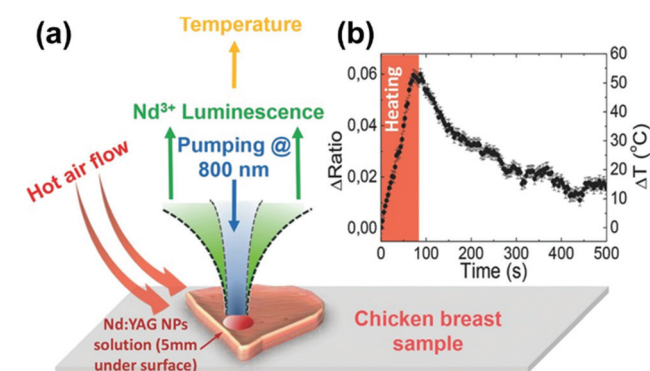 (a)
Temperature
Nd³⁺ Luminescence
Pumping @
800 nm
Hot air flow
Nd:YAG NPs
solution (5mm
under surface)
Chicken breast
sample
(b)
Heating
ΔRatio
0,06
0,04
0,02
0,00
0 100 200 300 400 500
Time (s)
60
50
40
30
20
10
0
ΔT (°C)